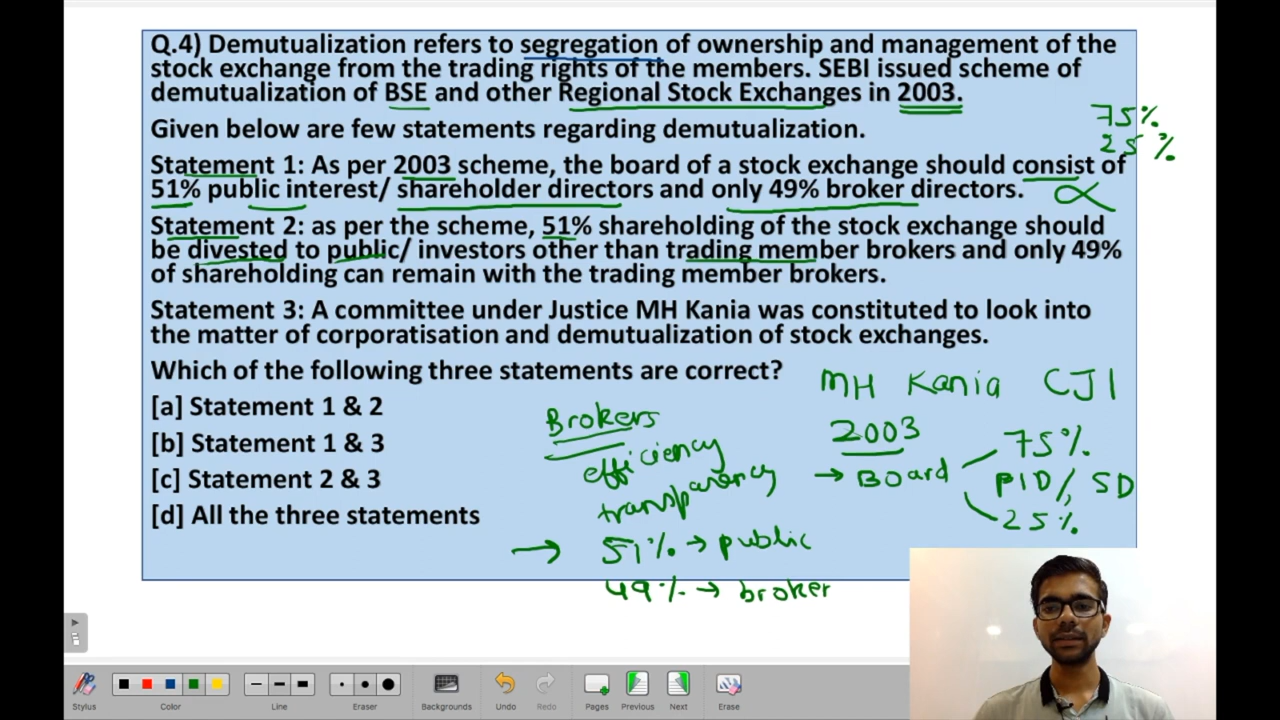 Q.4) Demutualization refers to segregation of ownership and management of the
stock exchange from the trading rights of the members. SEBI issued scheme of
demutualization of BSE and other Regional Stock Exchanges in 2003.
75%
25%
Given below are few statements regarding demutualization.
Statement 1: As per 2003 scheme, the board of a stock exchange should consist of
51% public interest/ shareholder directors and only 49% broker directors.
Statement 2: as per the scheme, 51% shareholding of the stock exchange should
be divested to public/ investors other than trading member brokers and only 49%
of shareholding can remain with the trading member brokers.
Statement 3: A committee under Justice MH Kania was constituted to look into
the matter of corporatisation and demutualization of stock exchanges.
Which of the following three statements are correct?
[a] Statement 1 & 2
[b] Statement 1 & 3
[c] Statement 2 & 3
[d] All the three statements
Brokers
efficiency
transparency
→ 51% → public
49% → broker
MH Kania CJI
2003
→ Board
75%
PID/ SD
25%
Stylus
Color
Line
Eraser
Backgrounds
Undo
Redo
Pages
Previous
Next
Erase